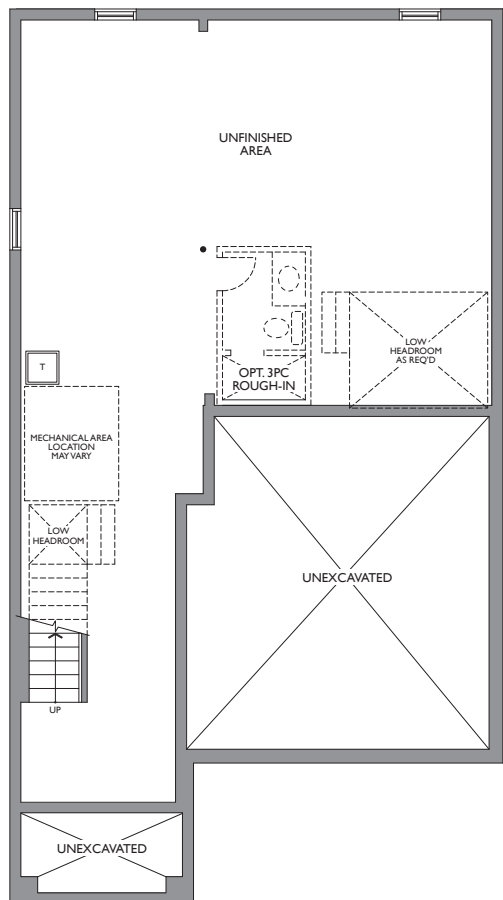 UNFINISHED
AREA
LOW
HEADROOM
AS REQ'D
T
OPT. 3PC
ROUGH-IN
MECHANICAL AREA
LOCATION
MAY VARY
LOW
HEADROOM
UNEXCAVATED
UP
UNEXCAVATED